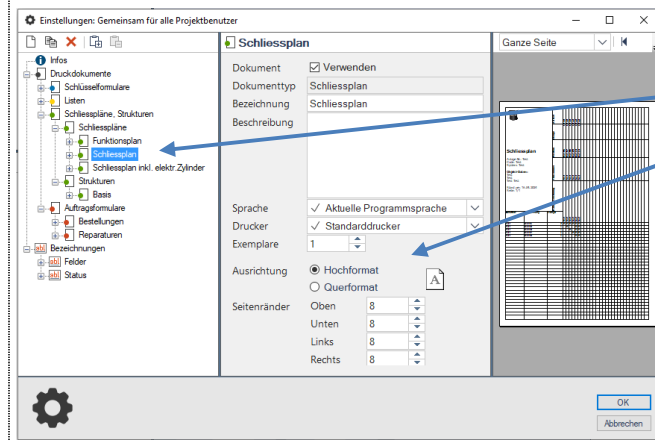 Einstellungen: Gemeinsam für alle Projektbenutzer
Infos
Druckdokumente
Schlüsselformulare
Listen
Schliesspläne, Strukturen
Schliesspläne
Funktionsplan
Schliessplan
Schliessplan inkl. elektr.Zylinder
Strukturen
Basis
Auftragsformulare
Bestellungen
Reparaturen
Bezeichnungen
Felder
Status
Schliessplan
Dokument Verwenden
Dokumenttyp Schliessplan
Bezeichnung Schliessplan
Beschreibung
Sprache Aktuelle Programmsprache
Drucker Standarddrucker
Exemplare 1
Ausrichtung Hochformat
Querformat
A
Seitenränder Oben 8
Unten 8
Links 8
Rechts 8
Ganze Seite
Schliessplan
OK
Abbrechen